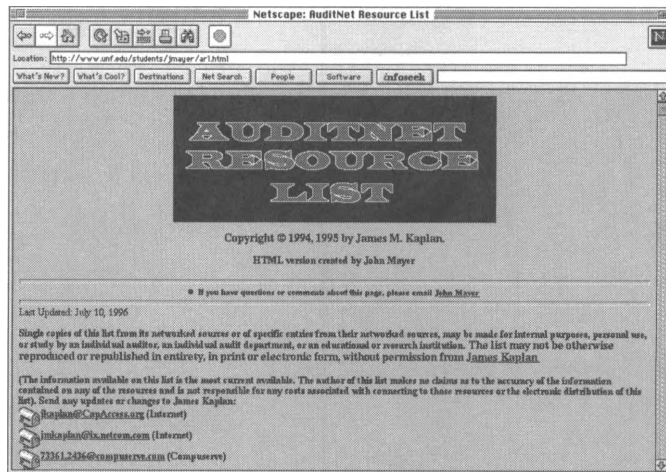 Netscape: AuditNet Resource List
N
Location: http://www.unf.edu/students/jmayer/arl.html
What's New? What's Cool? Destinations Net Search People Software infoseek
AUDITNET
RESOURCE
LIST
Copyright © 1994, 1995 by James M. Kaplan.
HTML version created by John Mayer
If you have questions or comments about this page, please email John Mayer
Last Updated: July 10, 1996
Single copies of this list from its networked sources or of specific entries from their networked sources, may be made for internal purposes, personal use,
or study by an individual auditor, an individual audit department, or an educational or research institution. The list may not be otherwise
reproduced or republished in entirety, in print or electronic form, without permission from James Kaplan
(The information available on this list is the most current available. The author of this list makes no claims as to the accuracy of the information
contained on any of the resources and is not responsible for any costs associated with connecting to those resources or the electronic distribution of this
list). Send any updates or changes to James Kaplan:
jkaplan@CapAccess.org (Internet)
jmkaplan@ix.netcom.com (Internet)
73361.2436@compuserve.com (Compuserve)